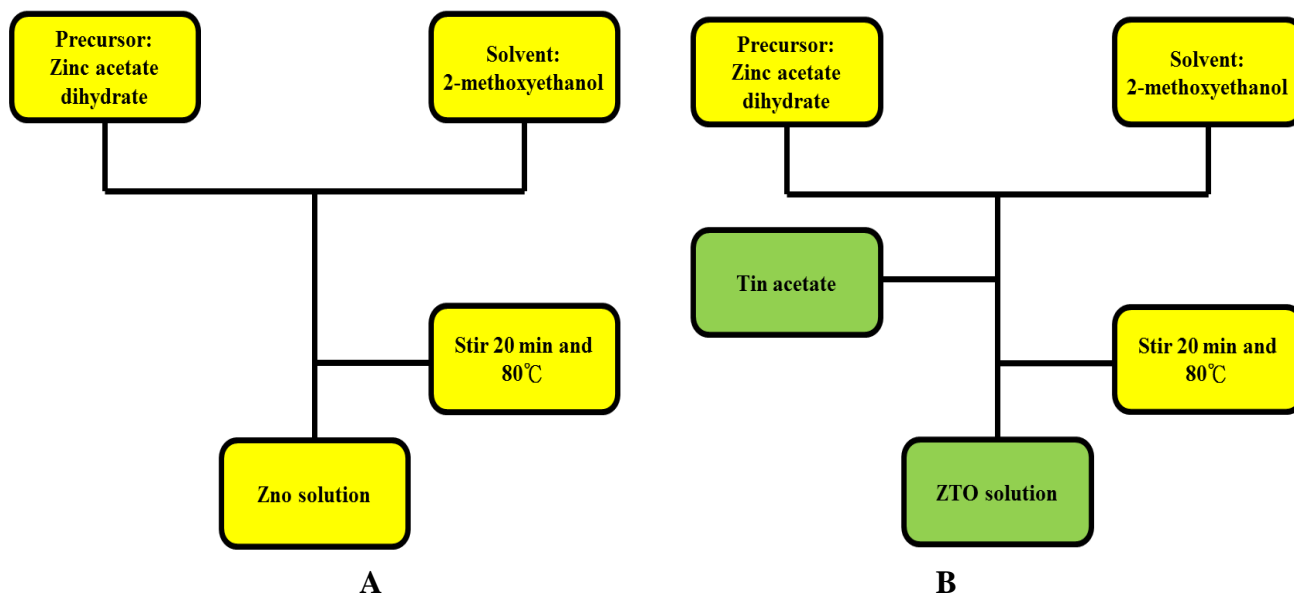 Precursor:
Zinc acetate
dihydrate
Solvent:
2-methoxyethanol
Stir 20 min and
80℃
Zno solution
A
Precursor:
Zinc acetate
dihydrate
Solvent:
2-methoxyethanol
Tin acetate
Stir 20 min and
80℃
ZTO solution
B